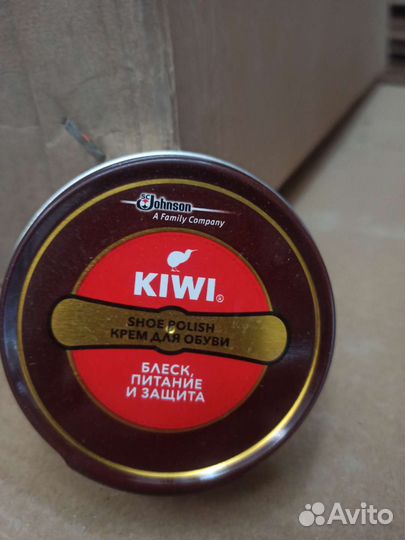 SC Johnson
A Family Company
KIWI®
SHOE POLISH
КРЕМ ДЛЯ ОБУВИ
БЛЕСК,
ПИТАНИЕ
И ЗАЩИТА
Avito